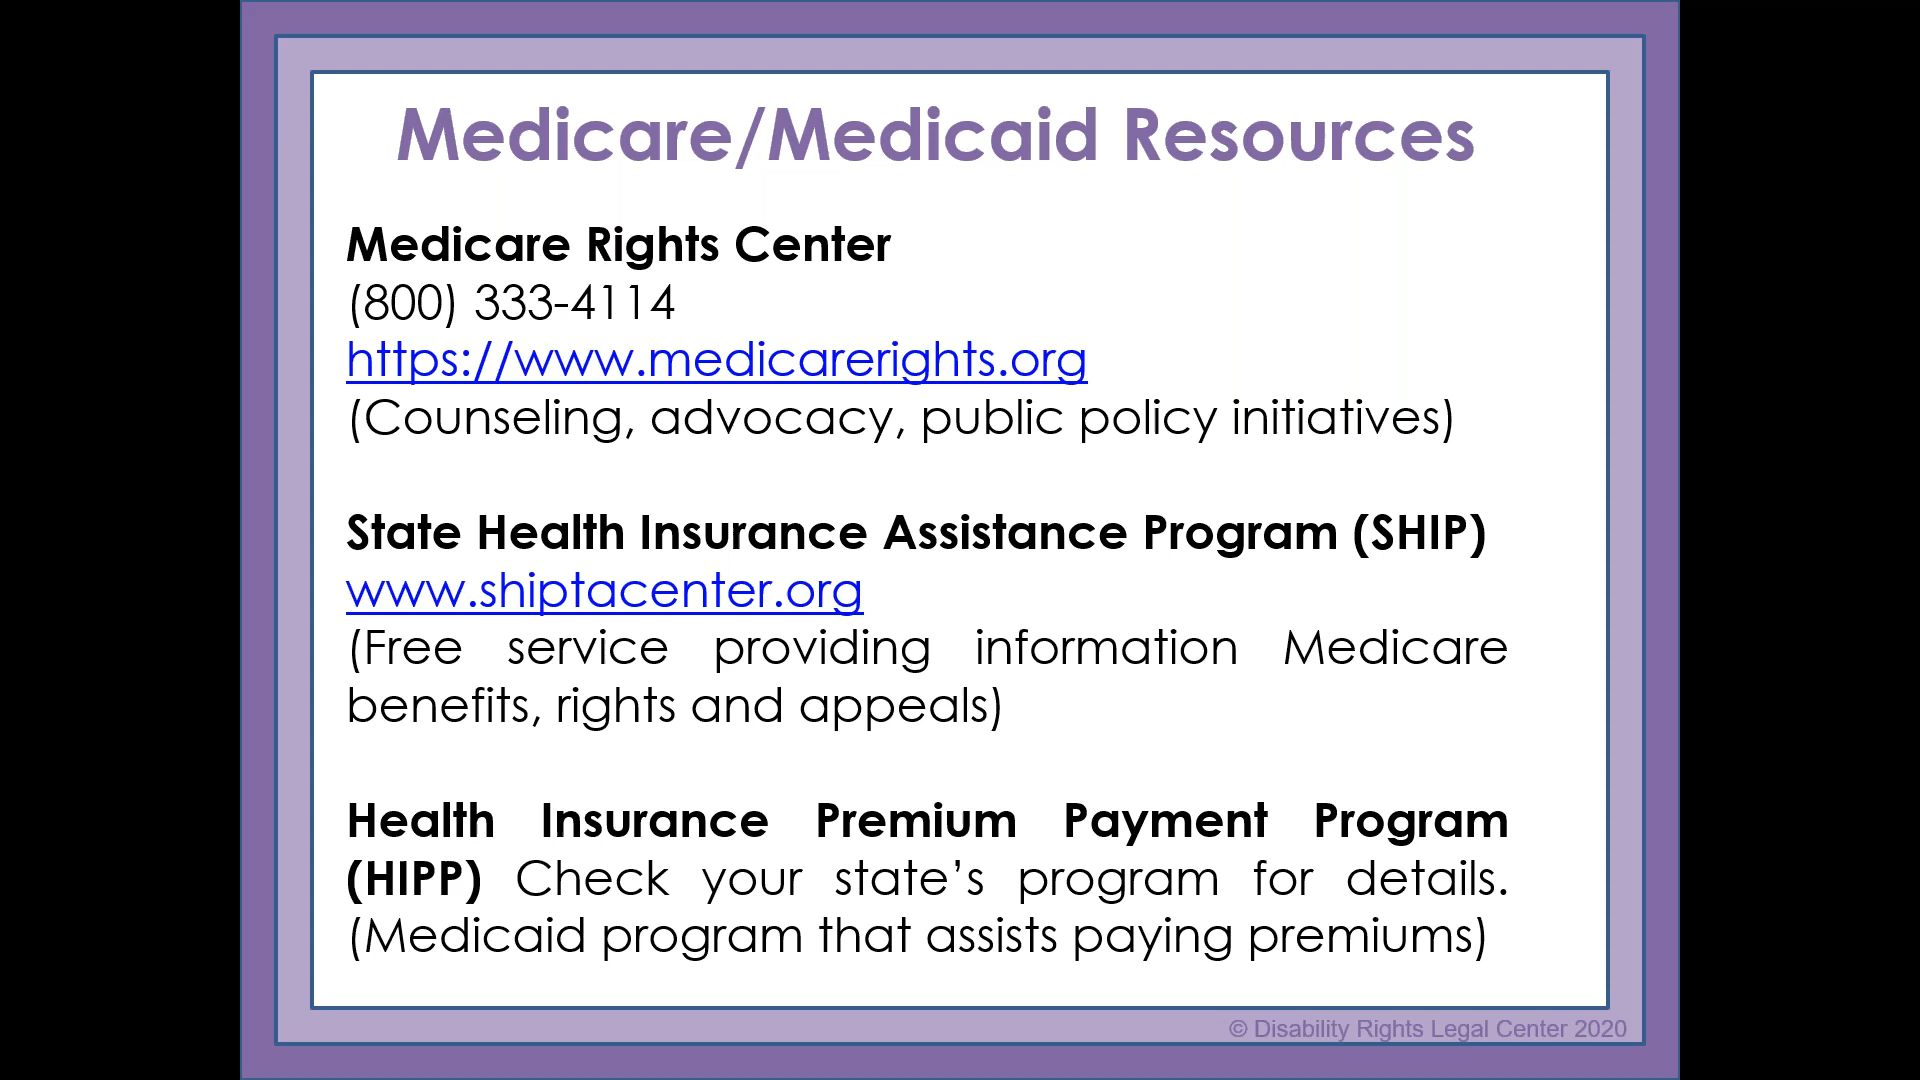 Medicare/Medicaid Resources
Medicare Rights Center
(800) 333-4114
https://www.medicarerights.org
(Counseling, advocacy, public policy initiatives)
State Health Insurance Assistance Program (SHIP)
www.shiptacenter.org
(Free service providing information Medicare
benefits, rights and appeals)
Health Insurance Premium Payment Program
(HIPP) Check your state’s program for details.
(Medicaid program that assists paying premiums)
© Disability Rights Legal Center 2020